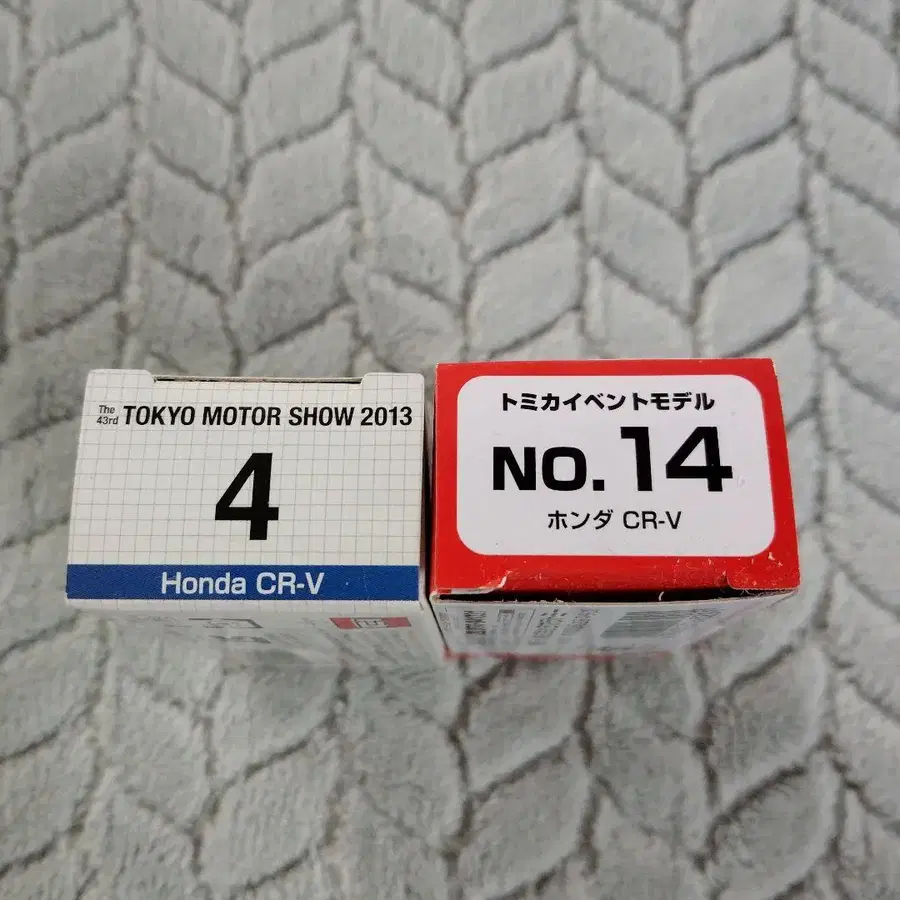 The 43rd TOKYO MOTOR SHOW 2013
4
Honda CR-V
トミカイベントモデル
NO.14
ホンダ CR-V